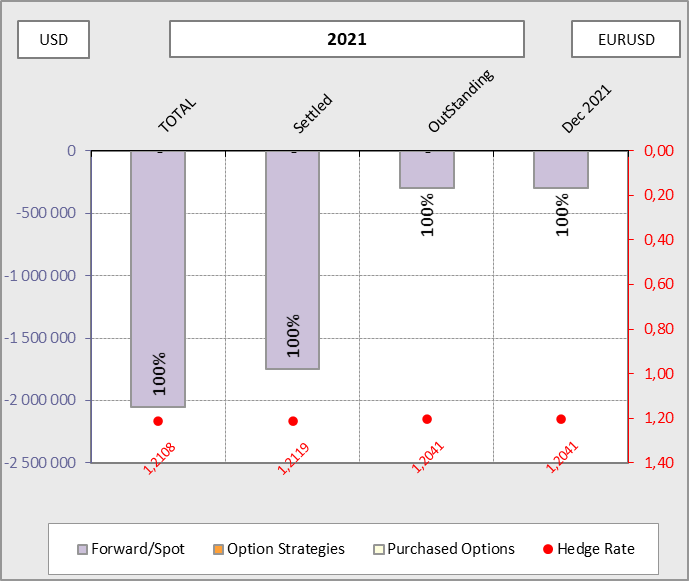 USD 2021 EURUSD
TOTAL Settled OutStanding Dec 2021
0 - - - 0,00
-500 000 100% 100% 0,20
0,40
-1 000 000 0,60
-1 500 000 100% 0,80
100% 1,00
-2 000 000 1,20
1,2108 1,2119 1,2041 1,2041
-2 500 000 1,40
Forward/Spot Option Strategies Purchased Options Hedge Rate